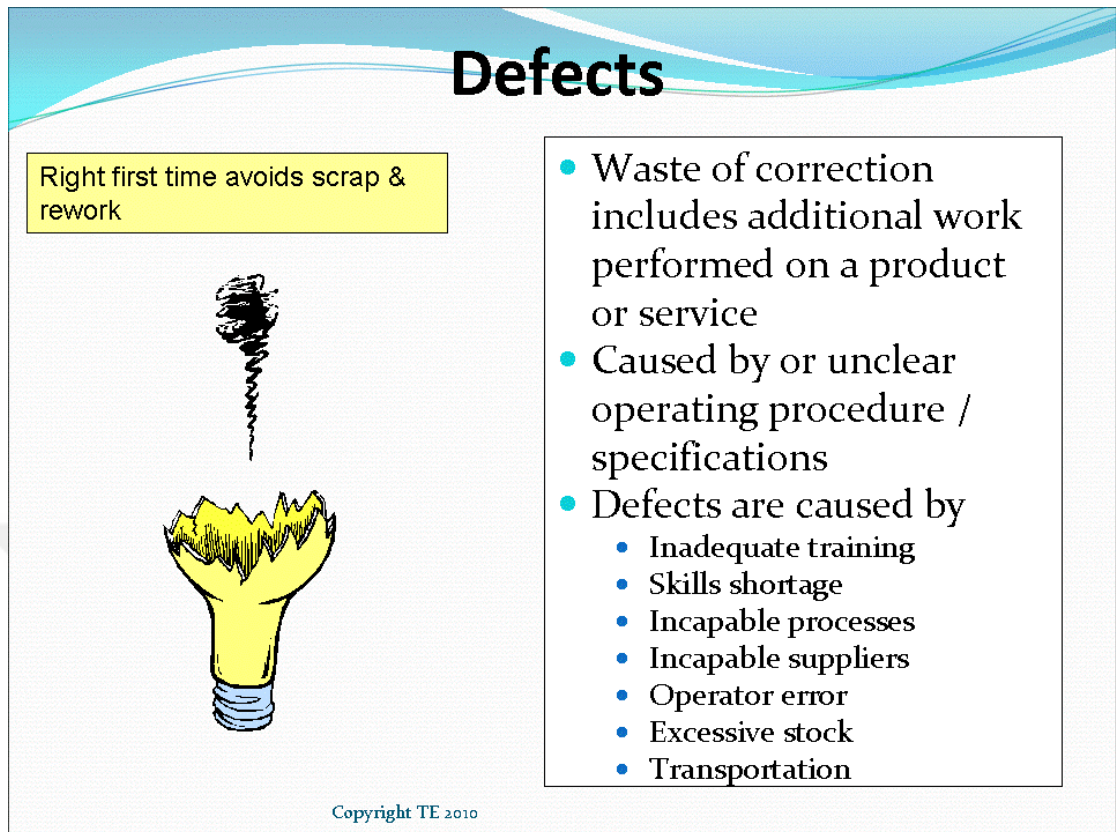 Defects
Right first time avoids scrap &
rework
• Waste of correction
includes additional work
performed on a product
or service
• Caused by or unclear
operating procedure /
specifications
• Defects are caused by
• Inadequate training
• Skills shortage
• Incapable processes
• Incapable suppliers
• Operator error
• Excessive stock
• Transportation
Copyright TE 2010